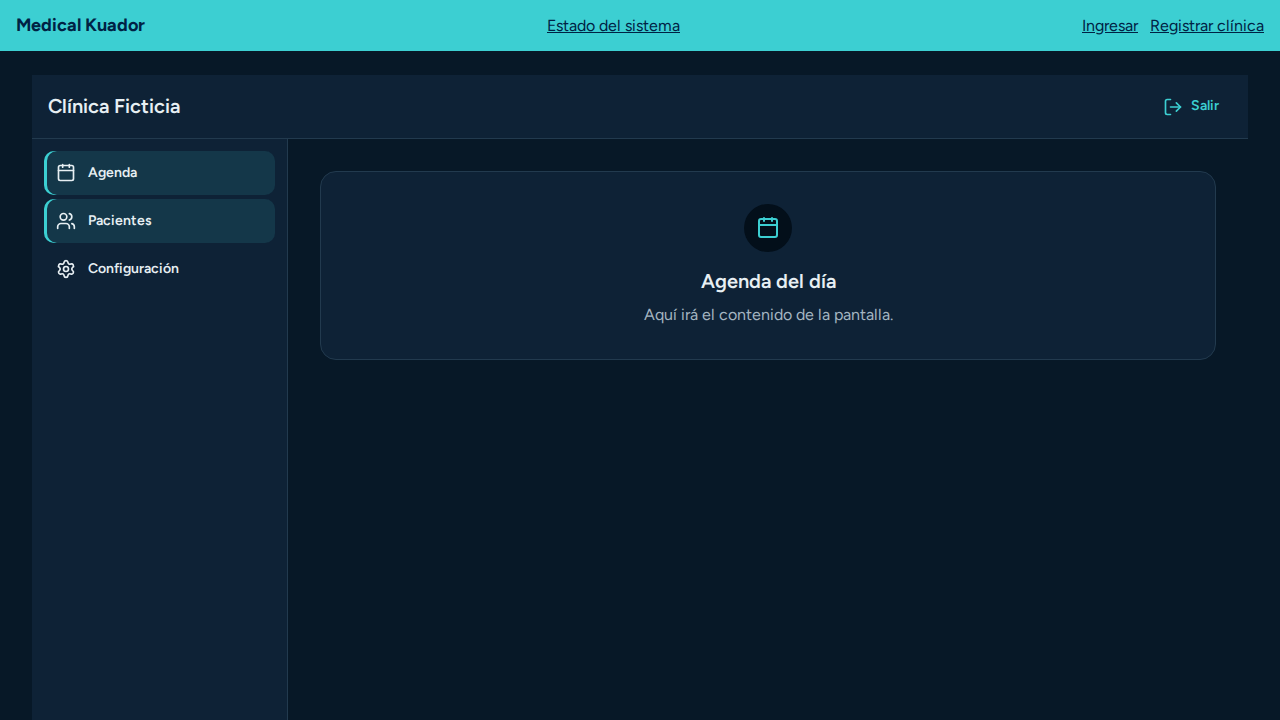 Medical Kuador
Estado del sistema
Ingresar
Registrar clínica
Clínica Ficticia
Salir
Agenda
Pacientes
Configuración
Agenda del día
Aquí irá el contenido de la pantalla.